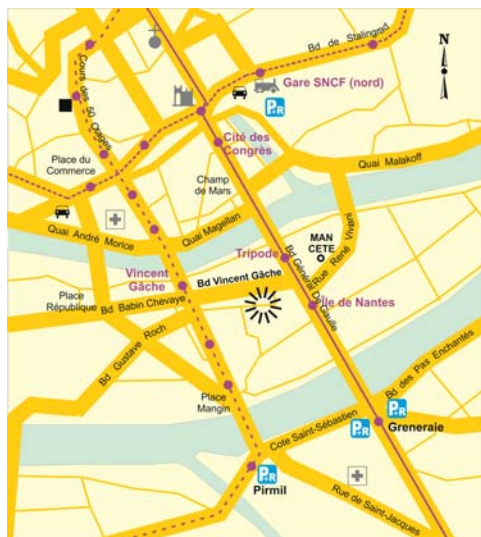 Bd de Stalingrad
N
Cours des 50 Otages
Gare SNCF (nord)
P+R
Cité des
Congrès
Place du
Commerce
Quai Malakoff
Champ
de Mars
Quai André Morice
Quai Magellan
MAN
CETE
Rue René Viviani
Tripode
Bd Général De Gaulle
Vincent
Gâche
Bd Vincent Gâche
Île de Nantes
Place
République
Bd Babin Chevaye
Bd Gustave Roch
Bd des Pas Enchantés
Place
Mangin
P+R
Cote Saint-Sébastien
P+R
Greneraie
P+R
Pirmil
Rue de Saint-Jacques